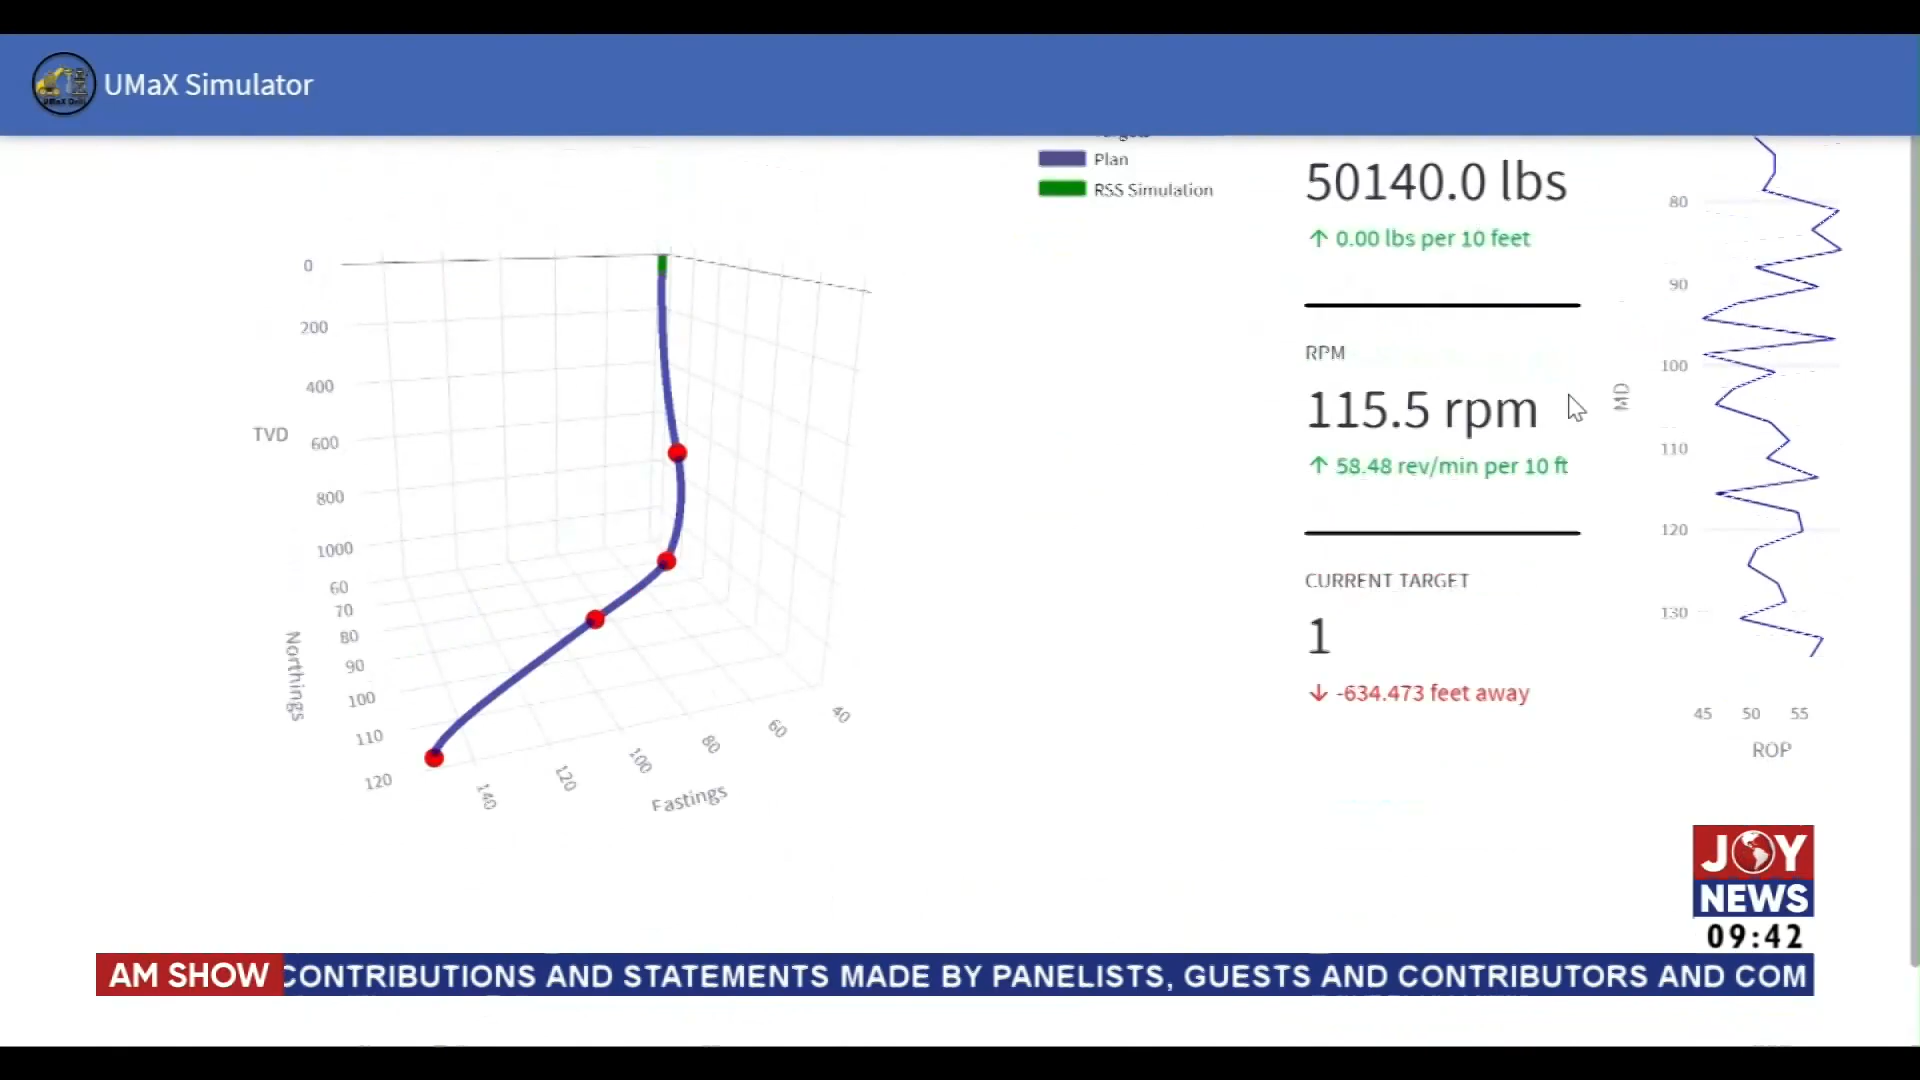 UMaX Simulator
Plan
RSS Simulation
0
200
400
TVD
600
800
1000
60
70
80
90
100
110
120
Northings
140
120
100
80
60
40
Eastings
50140.0 lbs
↑ 0.00 lbs per 10 feet
RPM
115.5 rpm
↑ 58.48 rev/min per 10 ft
CURRENT TARGET
1
↓ -634.473 feet away
80
90
100
MD
110
120
130
45 50 55
ROP
JOY
NEWS
09:42
AM SHOW
CONTRIBUTIONS AND STATEMENTS MADE BY PANELISTS, GUESTS AND CONTRIBUTORS AND COM